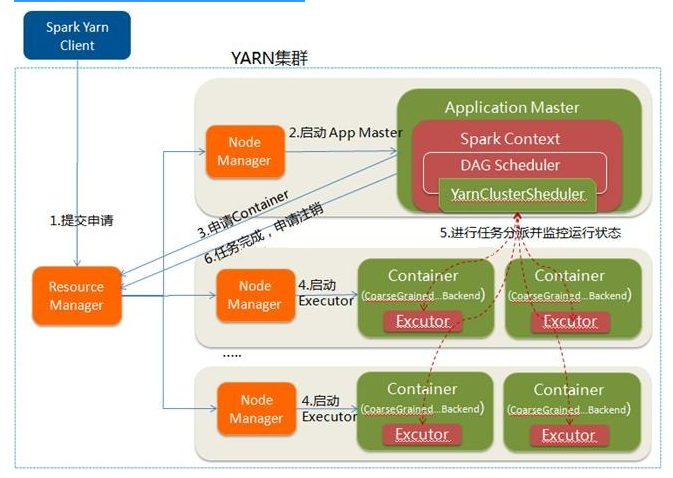 Spark Yarn
Client
YARN集群
Application Master
Spark Context
DAG Scheduler
YarnClusterSheduler
Node
Manager
2.启动 App Master
1.提交申请
3.申请Container
6.任务完成，申请注销
5.进行任务分派并监控运行状态
Resource
Manager
Node
Manager
4.启动
Executor
Container
(CoarseGrained...Backend)
Excutor
Container
(CoarseGrained...Backend)
Excutor
.....
Node
Manager
4.启动
Executor
Container
(CoarseGrained...Backend)
Excutor
Container
(CoarseGrained...Backend)
Excutor